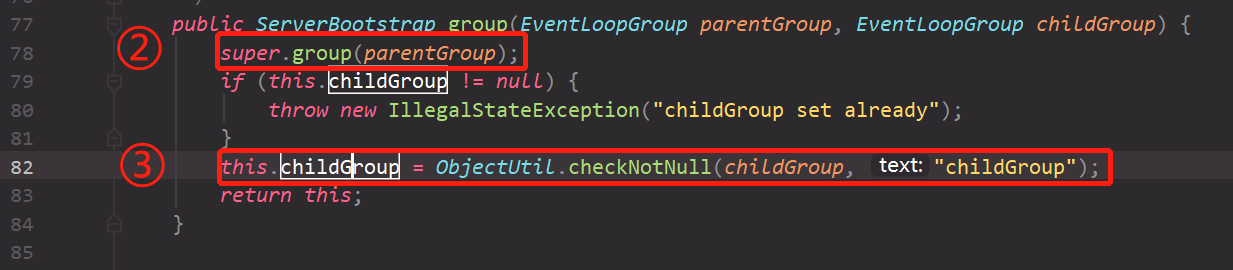 77 public ServerBootstrap group(EventLoopGroup parentGroup, EventLoopGroup childGroup) {
② 78 super.group(parentGroup);
79 if (this.childGroup != null) {
80 throw new IllegalStateException("childGroup set already");
81 }
③ 82 this.childGroup = ObjectUtil.checkNotNull(childGroup, text: "childGroup");
83 return this;
84 }
85